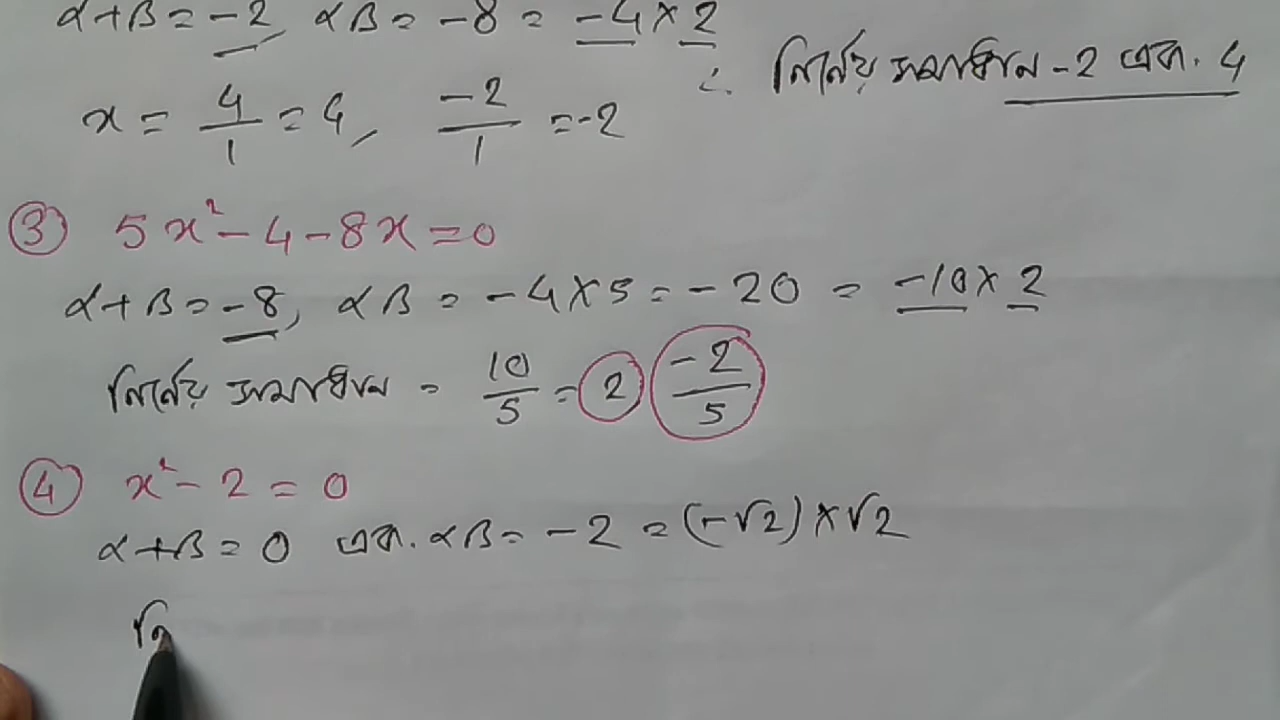 α+β=-2, αβ=-8=-4×2
∴ নির্ণেয় সমাধান -2 এবং 4
x = 4/1 = 4, -2/1 = -2
③ 5x²-4-8x=0
α+β=-8, αβ=-4×5=-20=-10×2
নির্ণেয় সমাধান = 10/5 = 2 -2/5
④ x²-2=0
α+β=0 এবং αβ=-2=(-√2)×√2
নি